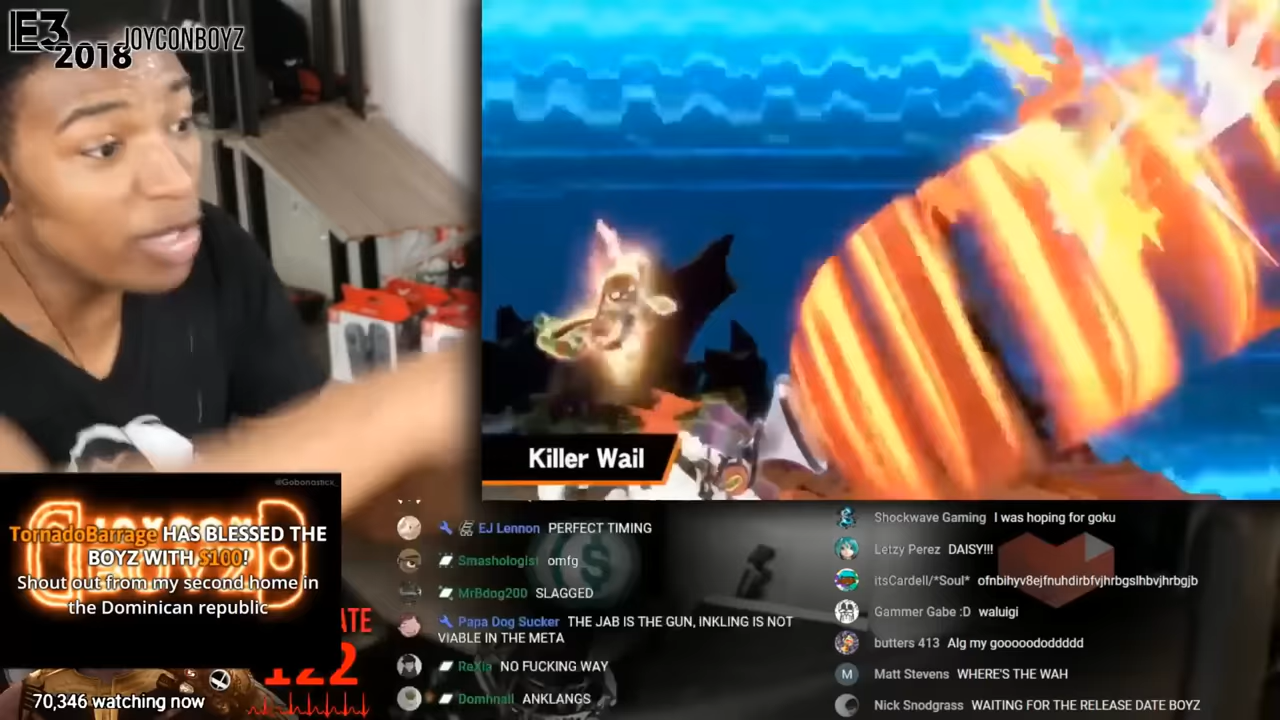 E3
2018
JOYCONBOYZ
Killer Wail
@Gobonastick_
TornadoBarrage HAS BLESSED THE
BOYZ WITH $100!
Shout out from my second home in
the Dominican republic
122
70,346 watching now
EJ Lennon PERFECT TIMING
Smashologist omfg
MrBdog200 SLAGGED
Papa Dog Sucker THE JAB IS THE GUN, INKLING IS NOT
VIABLE IN THE META
ReXia NO FUCKING WAY
Domhnall ANKLANGS
Shockwave Gaming I was hoping for goku
Letzy Perez DAISY!!!
itsCardell/*Soul* ofnbihyv8ejfnuhdirbfvjhrbgslhbvjhrbgjb
Gammer Gabe :D waluigi
butters 413 Alg my gooooododdddd
M Matt Stevens WHERE'S THE WAH
Nick Snodgrass WAITING FOR THE RELEASE DATE BOYZ